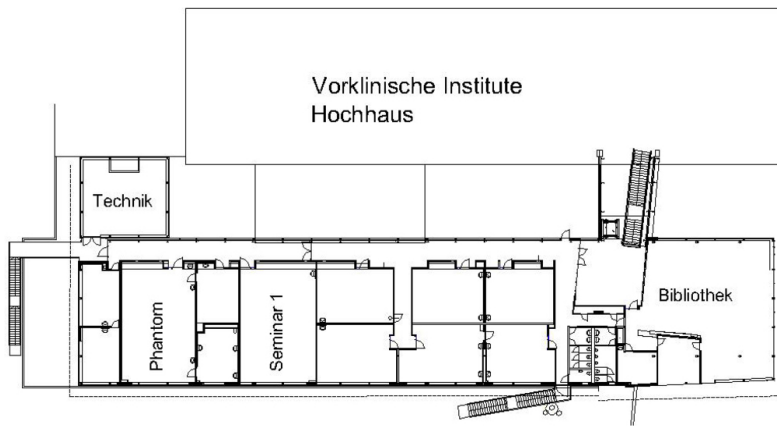 Vorklinische Institute
Hochhaus
Technik
Phantom
Seminar 1
Bibliothek